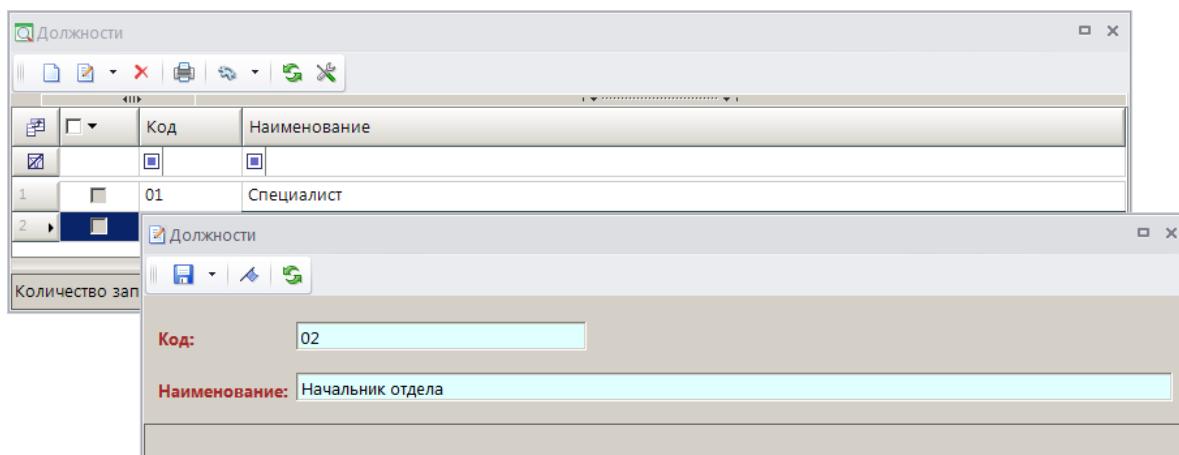 Должности
Код Наименование
1 01 Специалист
2
Количество зап
Должности
Код: 02
Наименование: Начальник отдела